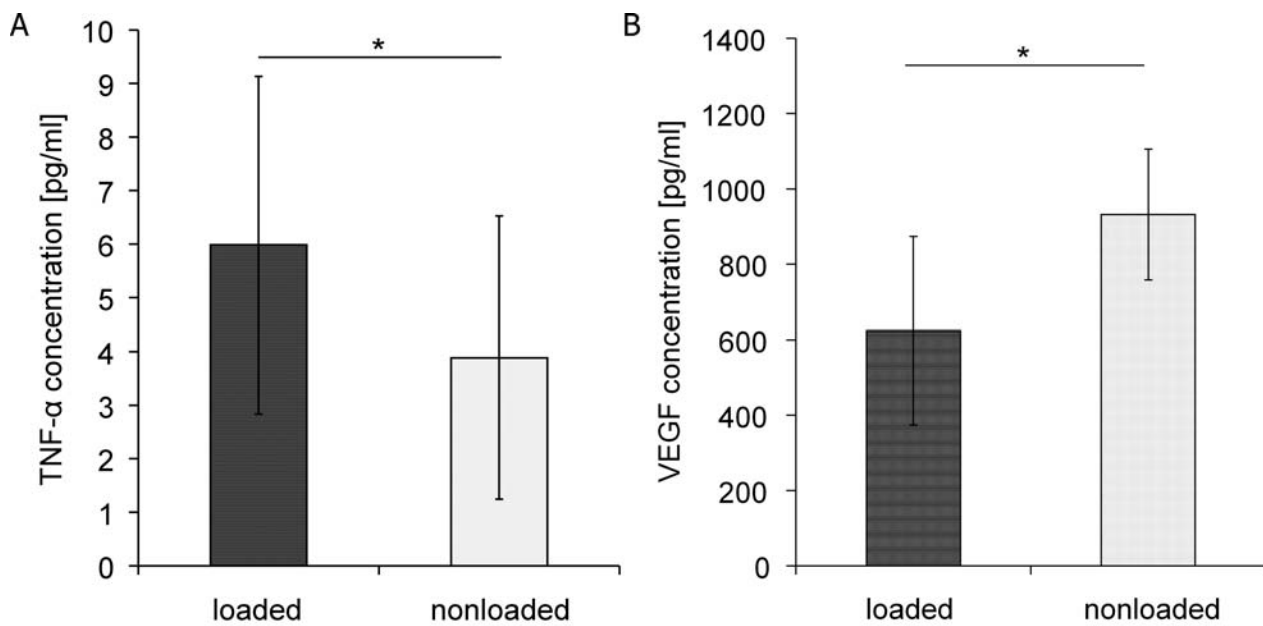 A
TNF-α concentration [pg/ml]
10
9
8
7
6
5
4
3
2
1
0
*
loaded
nonloaded
B
VEGF concentration [pg/ml]
1400
1200
1000
800
600
400
200
0
*
loaded
nonloaded